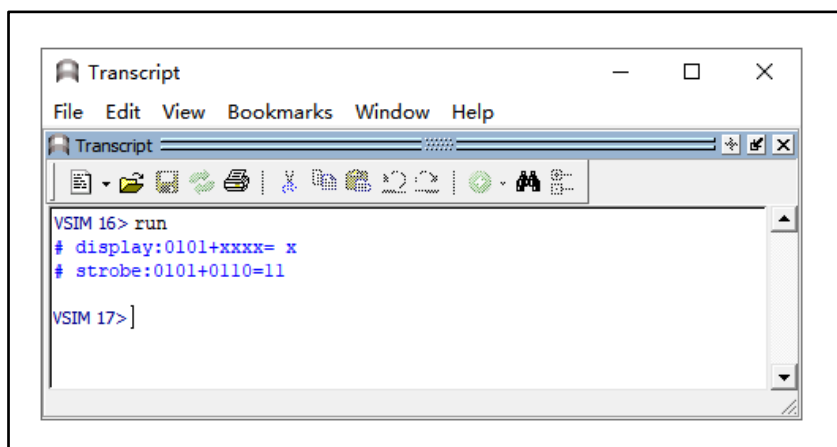 Transcript
File Edit View Bookmarks Window Help
Transcript
VSIM 16> run
# display:0101+xxxx= x
# strobe:0101+0110=11
VSIM 17>